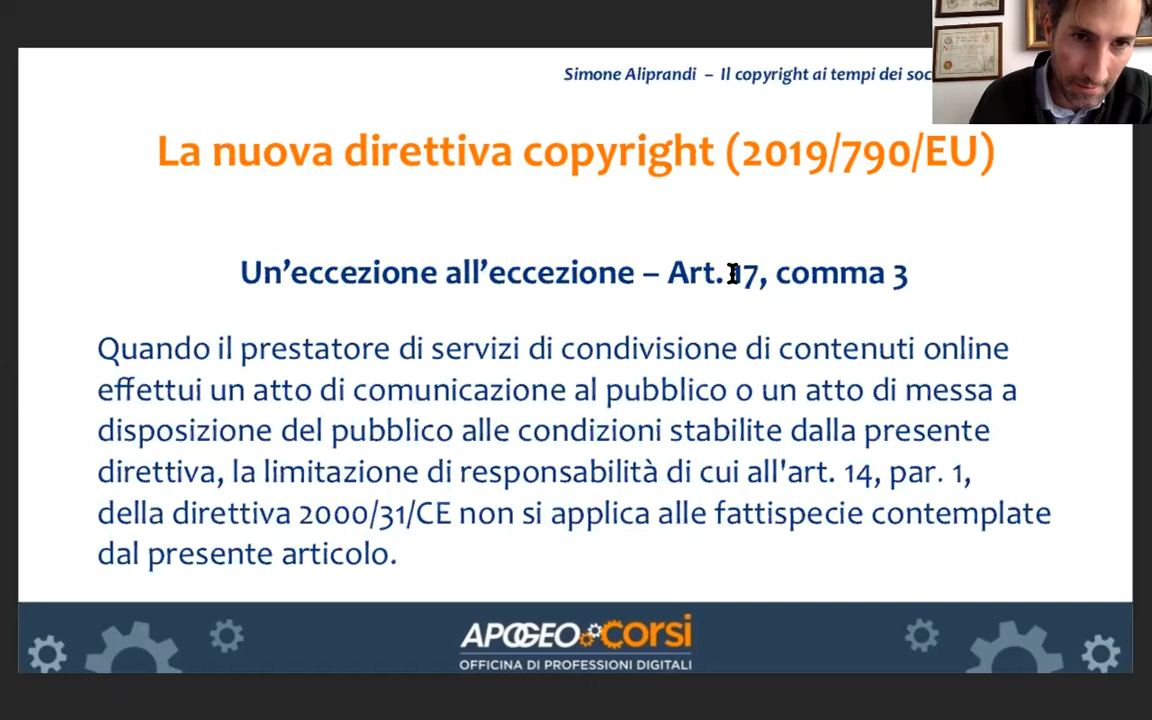 Simone Aliprandi – Il copyright ai tempi dei
La nuova direttiva copyright (2019/790/EU)
Un’eccezione all’eccezione – Art. 17, comma 3
Quando il prestatore di servizi di condivisione di contenuti online
effettui un atto di comunicazione al pubblico o un atto di messa a
disposizione del pubblico alle condizioni stabilite dalla presente
direttiva, la limitazione di responsabilità di cui all'art. 14, par. 1,
della direttiva 2000/31/CE non si applica alle fattispecie contemplate
dal presente articolo.
APOGEO CORSI
OFFICINA DI PROFESSIONI DIGITALI